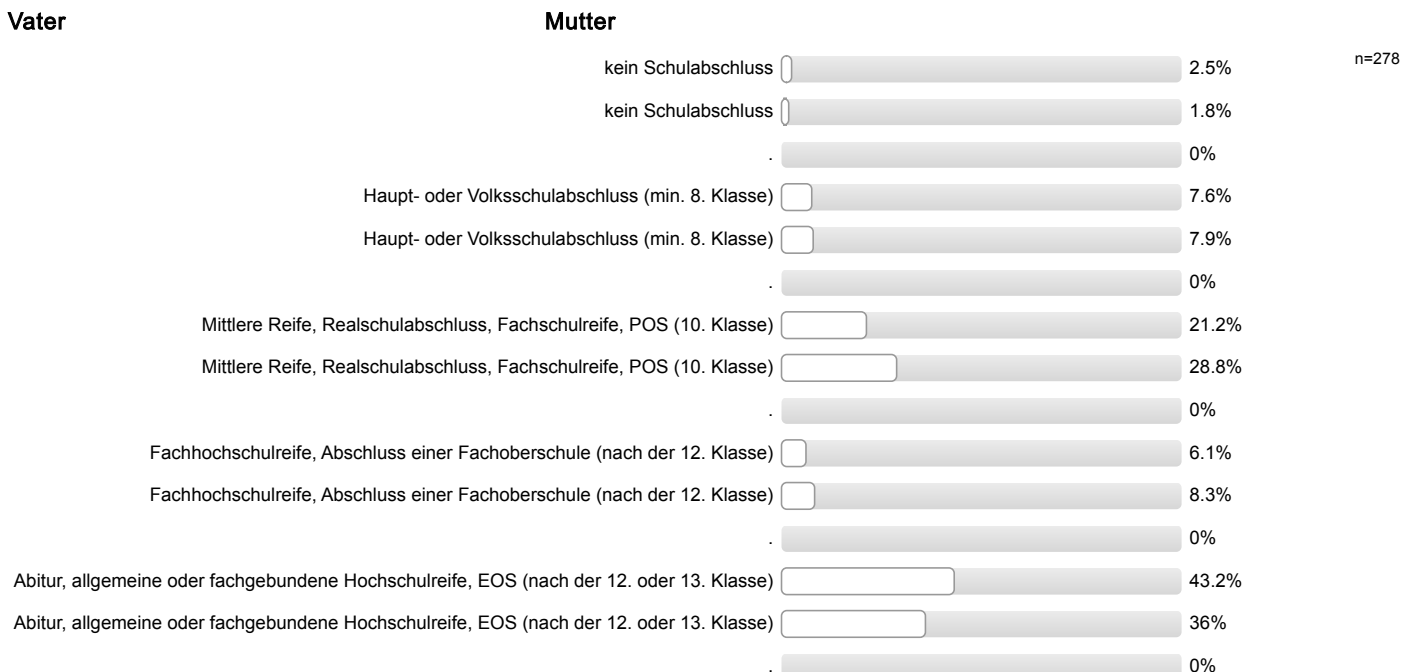 Vater Mutter
kein Schulabschluss 2.5% n=278
kein Schulabschluss 1.8%
. 0%
Haupt- oder Volksschulabschluss (min. 8. Klasse) 7.6%
Haupt- oder Volksschulabschluss (min. 8. Klasse) 7.9%
. 0%
Mittlere Reife, Realschulabschluss, Fachschulreife, POS (10. Klasse) 21.2%
Mittlere Reife, Realschulabschluss, Fachschulreife, POS (10. Klasse) 28.8%
. 0%
Fachhochschulreife, Abschluss einer Fachoberschule (nach der 12. Klasse) 6.1%
Fachhochschulreife, Abschluss einer Fachoberschule (nach der 12. Klasse) 8.3%
. 0%
Abitur, allgemeine oder fachgebundene Hochschulreife, EOS (nach der 12. oder 13. Klasse) 43.2%
Abitur, allgemeine oder fachgebundene Hochschulreife, EOS (nach der 12. oder 13. Klasse) 36%
. 0%